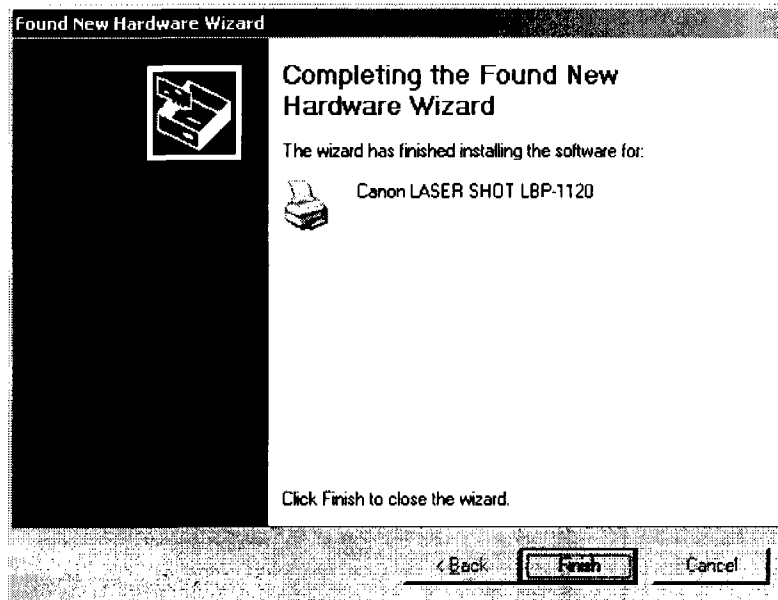 Found New Hardware Wizard
Completing the Found New
Hardware Wizard
The wizard has finished installing the software for:
Canon LASER SHOT LBP-1120
Click Finish to close the wizard.
< Back
Finish
Cancel